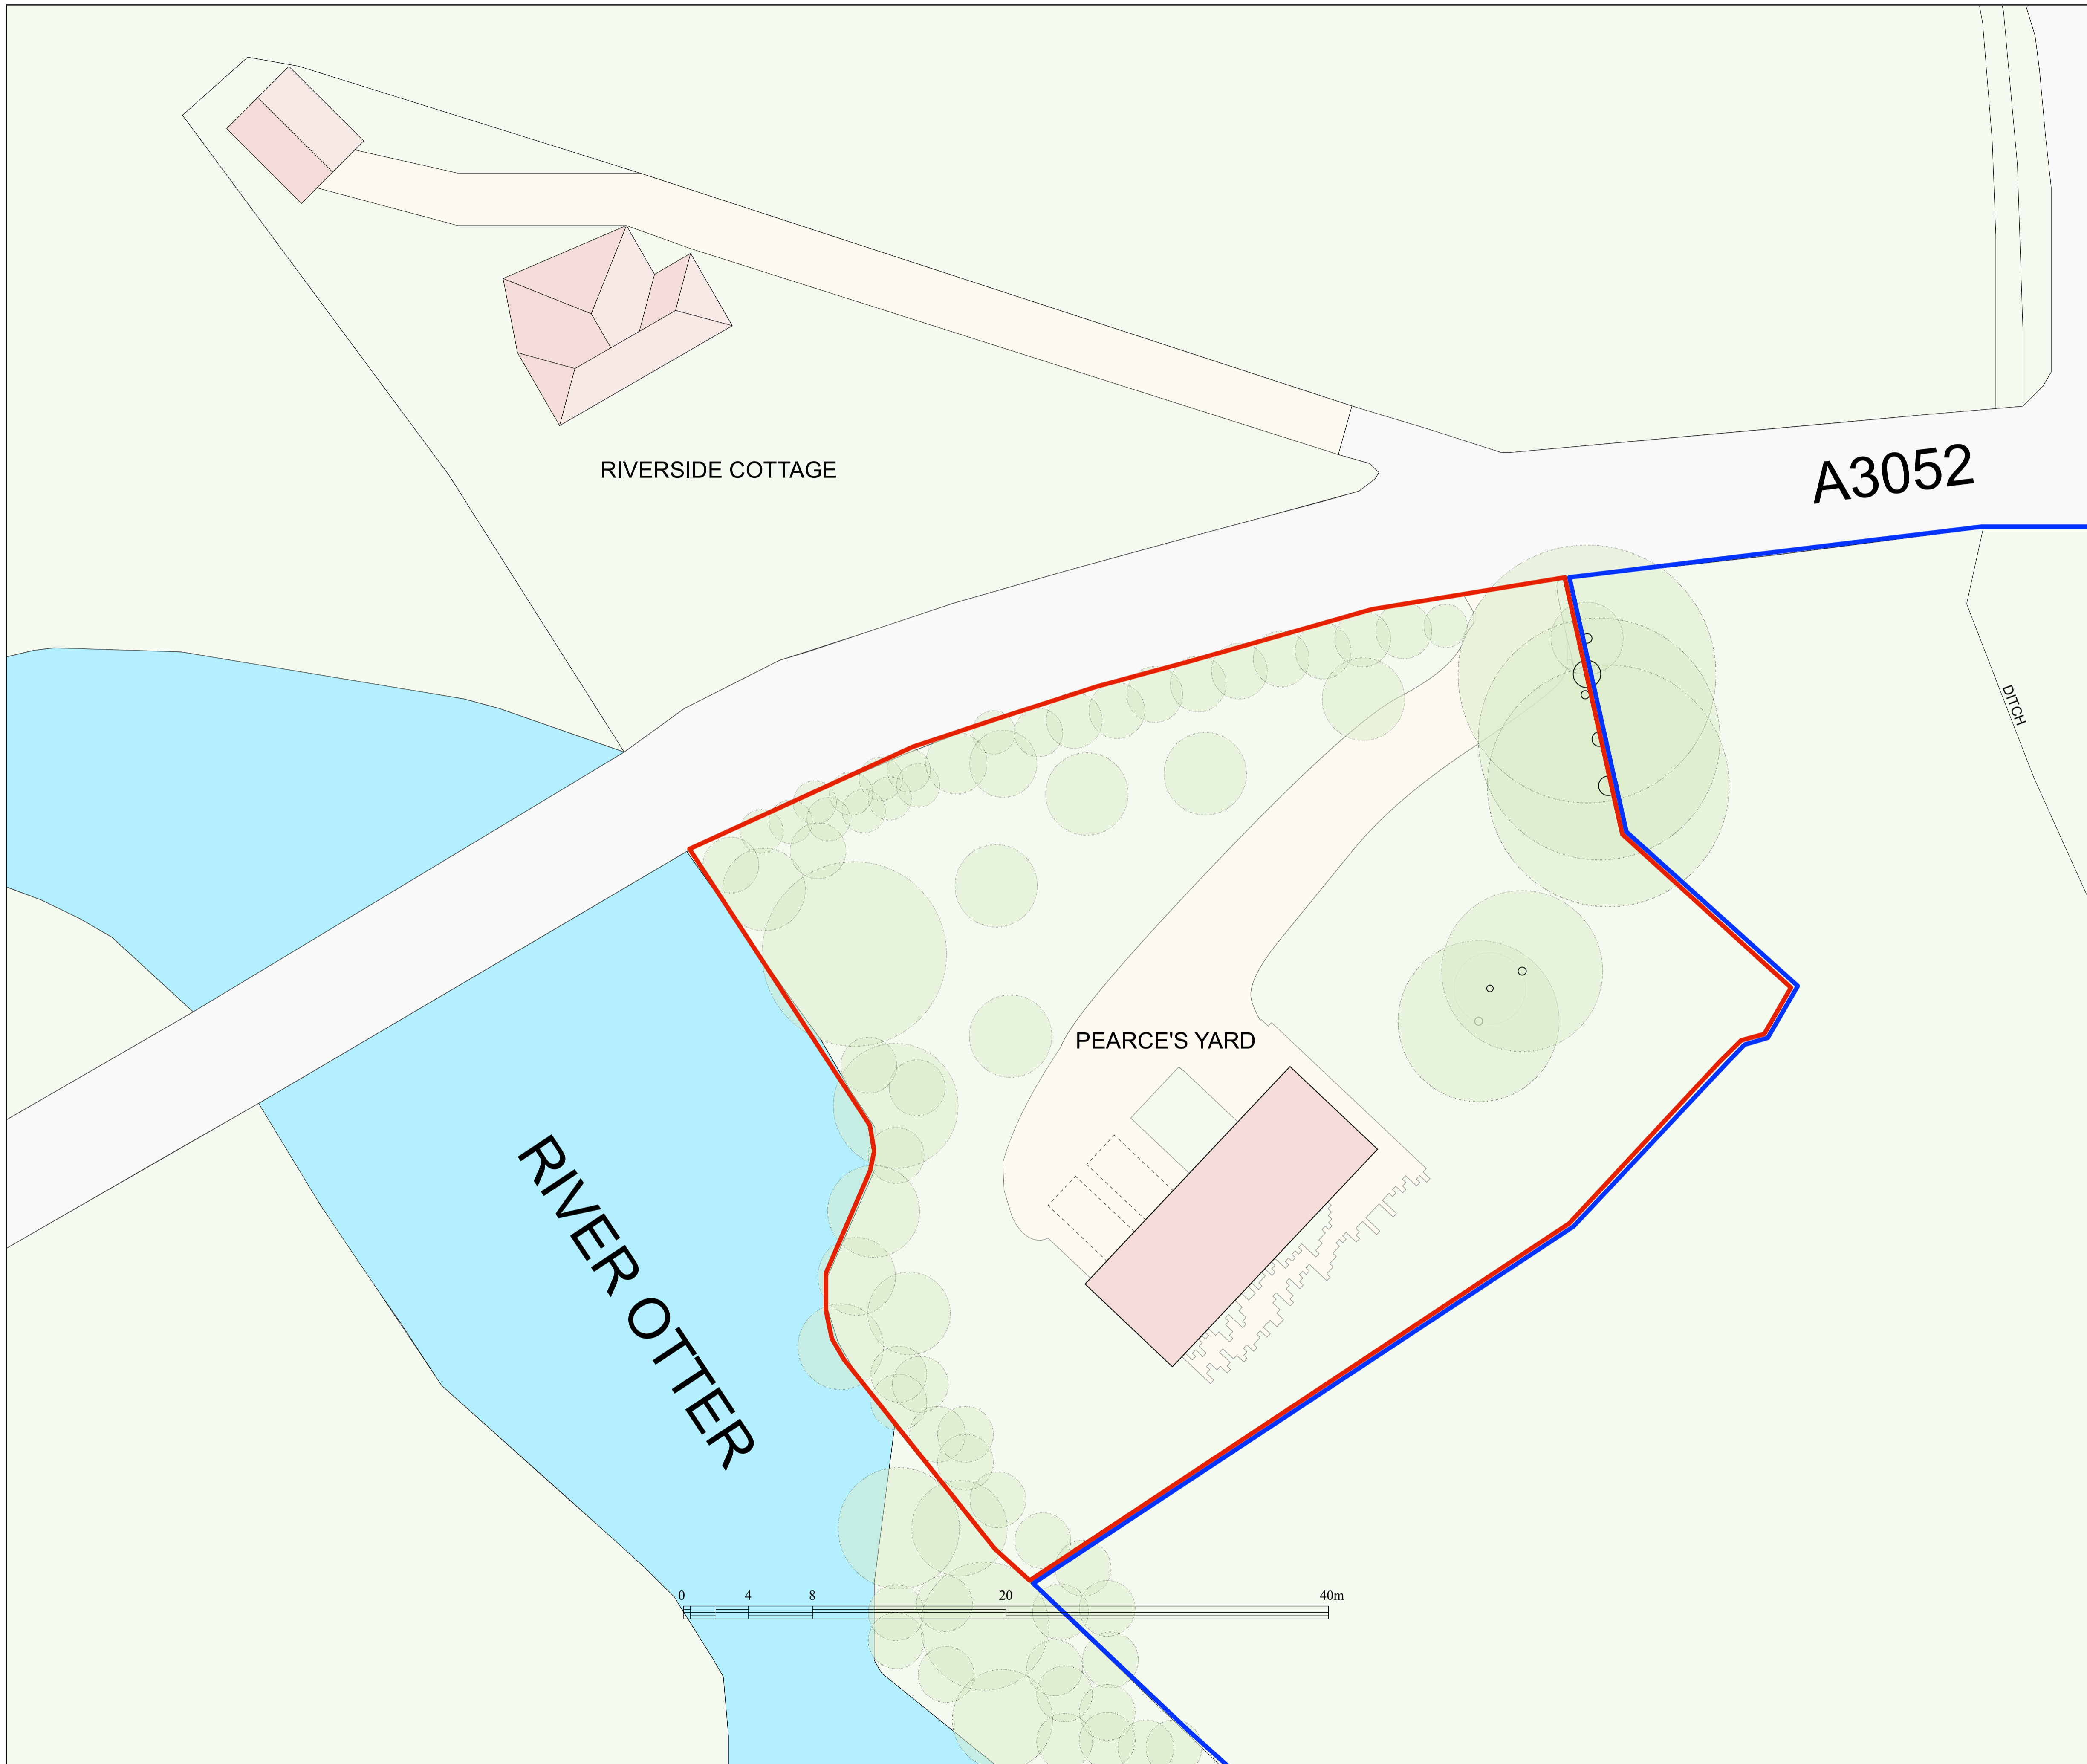 RIVERSIDE COTTAGE
A3052
DITCH
PEARCE'S YARD
RIVER OTTER
0 4 8 20 40m